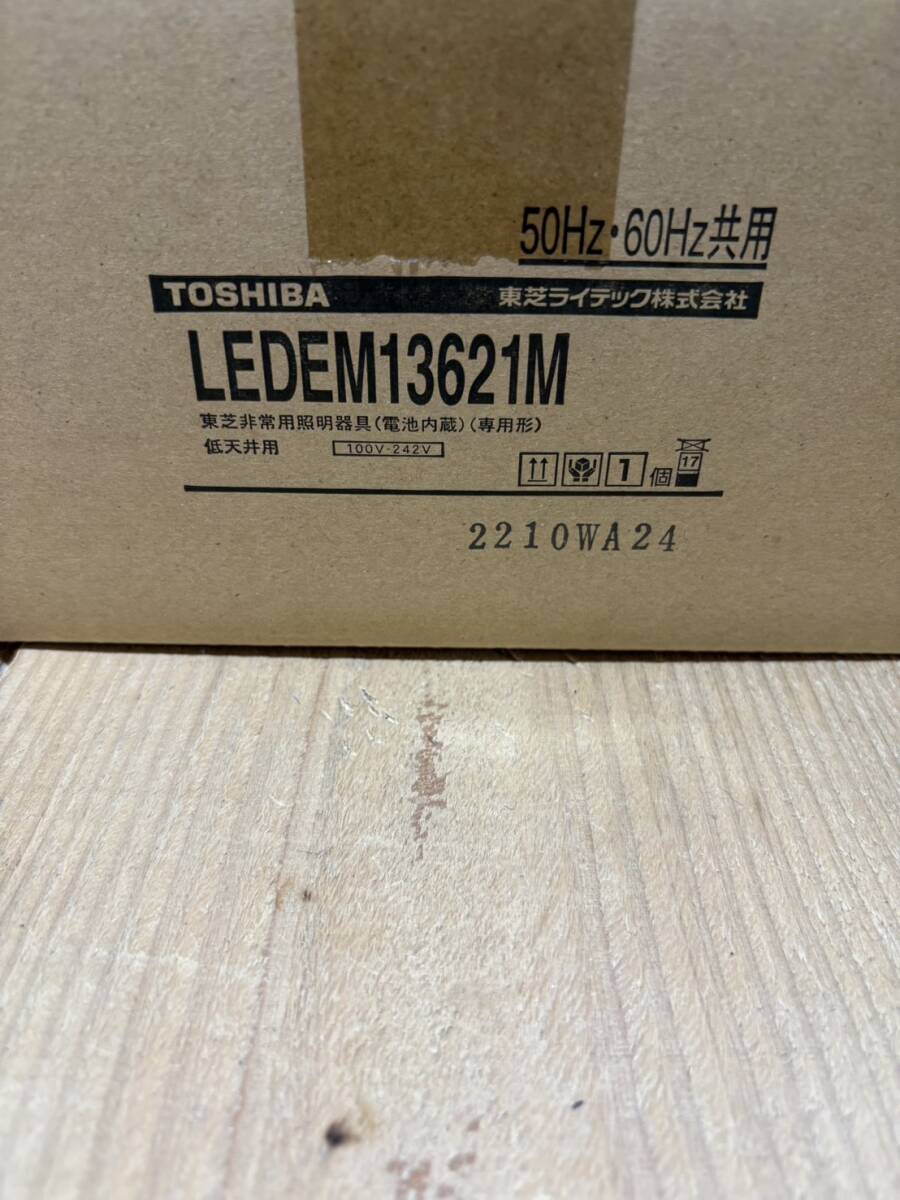 50Hz・60Hz共用
TOSHIBA 東芝ライテック株式会社
LEDEM13621M
東芝非常用照明器具(電池内蔵)(専用形)
低天井用 100V-242V
1個 17
2210WA24